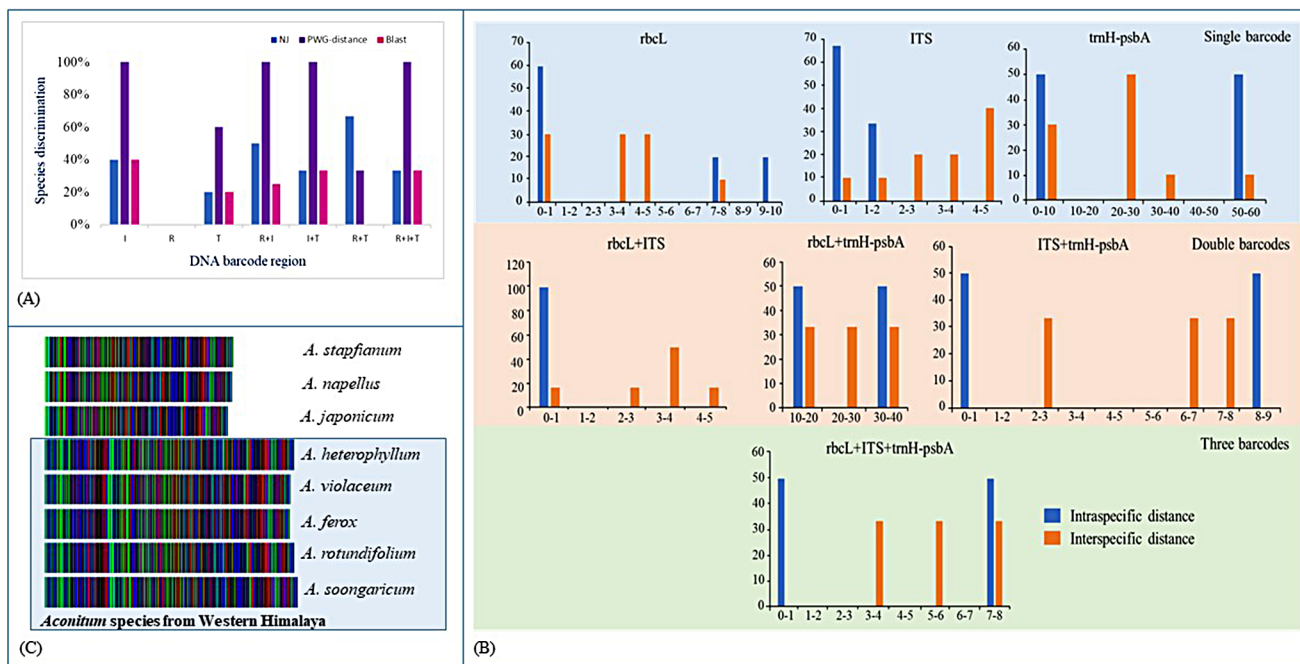 NJ PWG-distance Blast
100%
80%
60%
40%
20%
0%
Species discrimination
I R T R+I I+T R+T R+I+T
DNA barcode region
(A)
rbcL
70
60
50
40
30
20
10
0
0-1 1-2 2-3 3-4 4-5 5-6 6-7 7-8 8-9 9-10
ITS
70
60
50
40
30
20
10
0
0-1 1-2 2-3 3-4 4-5
trnH-psbA
Single barcode
60
50
40
30
20
10
0
0-10 10-20 20-30 30-40 40-50 50-60
rbcL+ITS
120
100
80
60
40
20
0
0-1 1-2 2-3 3-4 4-5
rbcL+trnH-psbA
60
50
40
30
20
10
0
10-20 20-30 30-40
ITS+trnH-psbA
Double barcodes
60
50
40
30
20
10
0
0-1 1-2 2-3 3-4 4-5 5-6 6-7 7-8 8-9
rbcL+ITS+trnH-psbA
Three barcodes
60
50
40
30
20
10
0
0-1 1-2 2-3 3-4 4-5 5-6 6-7 7-8
Intraspecific distance
Interspecific distance
(B)
A. stapfianum
A. napellus
A. japonicum
A. heterophyllum
A. violaceum
A. ferox
A. rotundifolium
A. soongaricum
Aconitum species from Western Himalaya
(C)